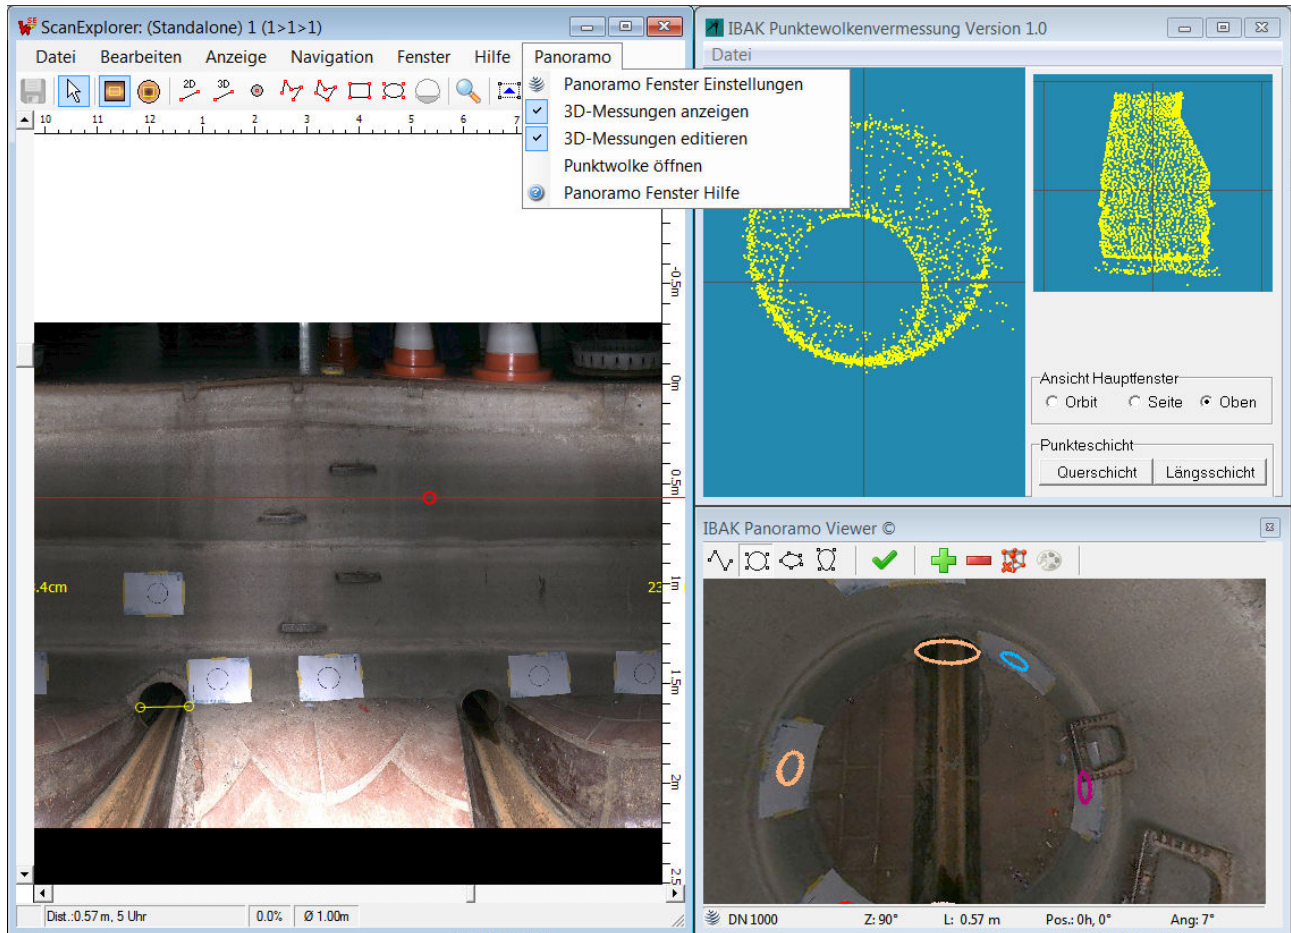 ScanExplorer: (Standalone) 1 (1>1>1)
Datei Bearbeiten Anzeige Navigation Fenster Hilfe Panoramo
2D 3D
Panoramo Fenster Einstellungen
3D-Messungen anzeigen
3D-Messungen editieren
Punktwolke öffnen
Panoramo Fenster Hilfe
10 11 12 1 2 3 4 5 6 7
-0.5m
0m
0.5m
1m
1.5m
2m
2.5
.4cm
23
Dist.:0.57 m, 5 Uhr 0.0% Ø 1.00m
IBAK Punktewolkenvermessung Version 1.0
Datei
Ansicht Hauptfenster
Orbit Seite Oben
Punkteschicht
Querschicht Längsschicht
IBAK Panoramo Viewer ©
DN 1000 Z: 90° L: 0.57 m Pos.: 0h, 0° Ang: 7°